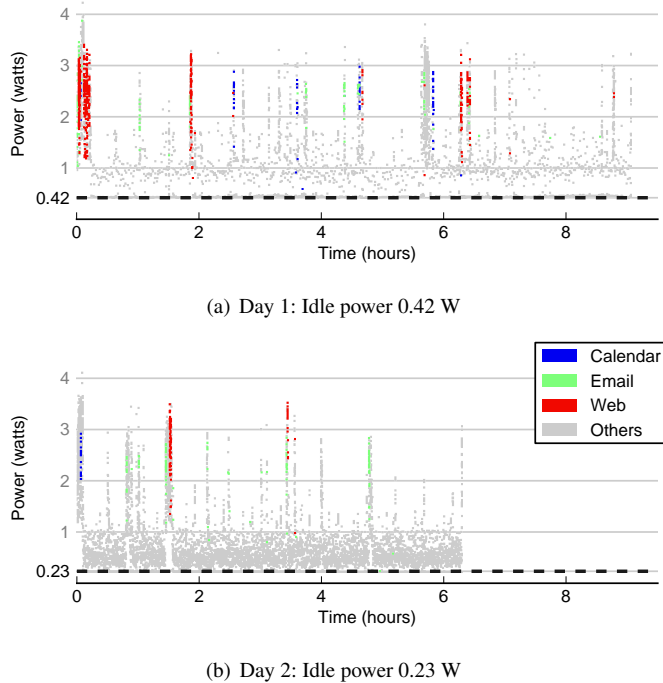 4
3
2
1
0.42
Power (watts)
0 2 4 6 8
Time (hours)
(a) Day 1: Idle power 0.42 W
Calendar
Email
Web
Others
4
3
2
1
0.23
Power (watts)
0 2 4 6 8
Time (hours)
(b) Day 2: Idle power 0.23 W